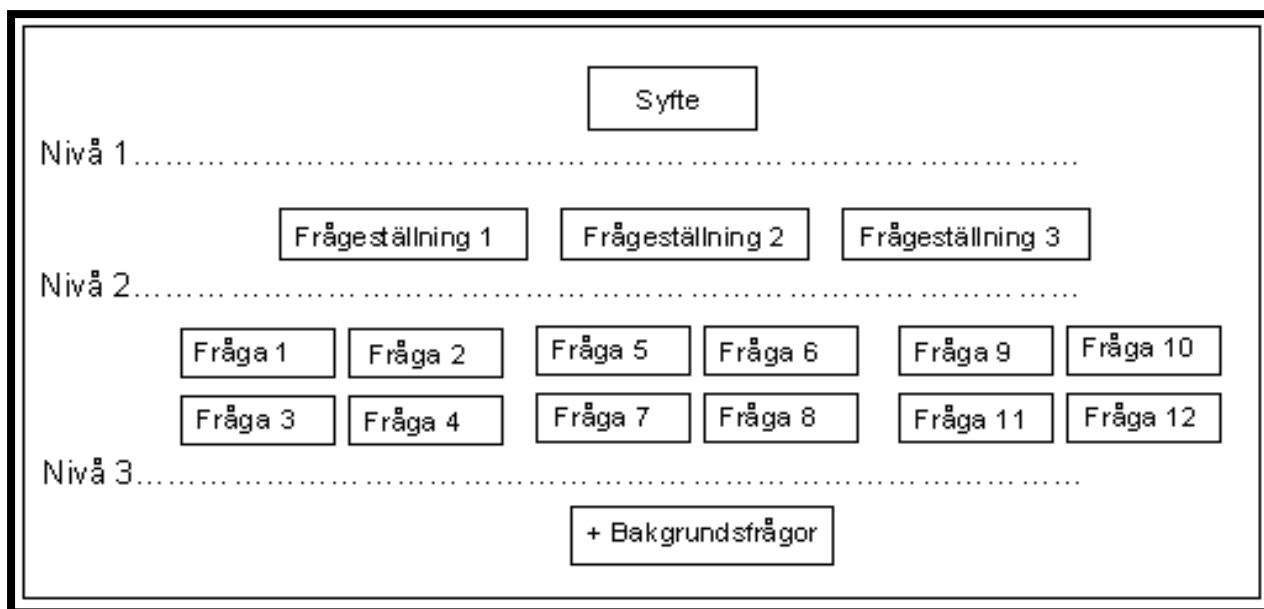 Syfte
Nivå 1……………………………………………………………………
Frågeställning 1 Frågeställning 2 Frågeställning 3
Nivå 2……………………………………………………………………
Fråga 1 Fråga 2 Fråga 5 Fråga 6 Fråga 9 Fråga 10
Fråga 3 Fråga 4 Fråga 7 Fråga 8 Fråga 11 Fråga 12
Nivå 3……………………………………………………………………
+ Bakgrundsfrågor